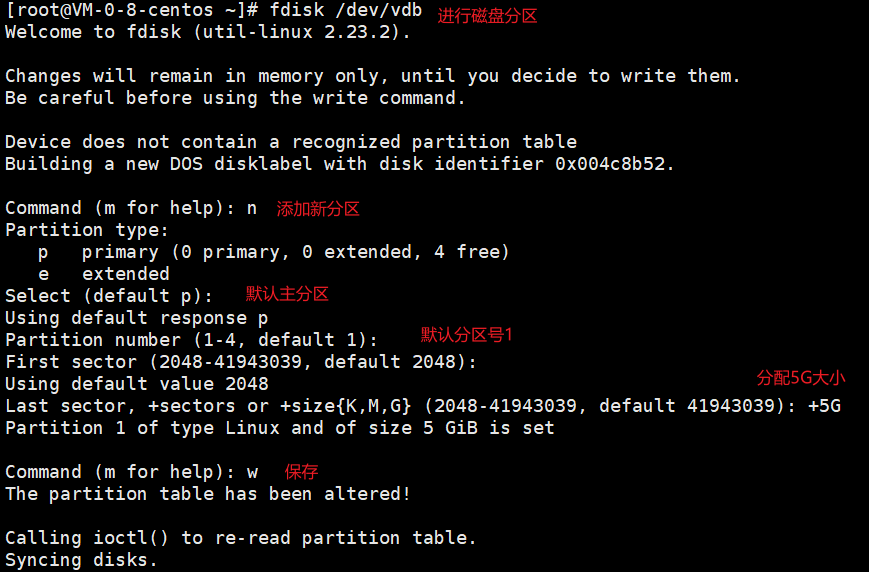 [root@VM-0-8-centos ~]# fdisk /dev/vdb 进行磁盘分区
Welcome to fdisk (util-linux 2.23.2).
Changes will remain in memory only, until you decide to write them.
Be careful before using the write command.
Device does not contain a recognized partition table
Building a new DOS disklabel with disk identifier 0x004c8b52.
Command (m for help): n 添加新分区
Partition type:
   p   primary (0 primary, 0 extended, 4 free)
   e   extended
Select (default p): 默认主分区
Using default response p
Partition number (1-4, default 1): 默认分区号1
First sector (2048-41943039, default 2048):
Using default value 2048
分配5G大小
Last sector, +sectors or +size{K,M,G} (2048-41943039, default 41943039): +5G
Partition 1 of type Linux and of size 5 GiB is set
Command (m for help): w 保存
The partition table has been altered!
Calling ioctl() to re-read partition table.
Syncing disks.